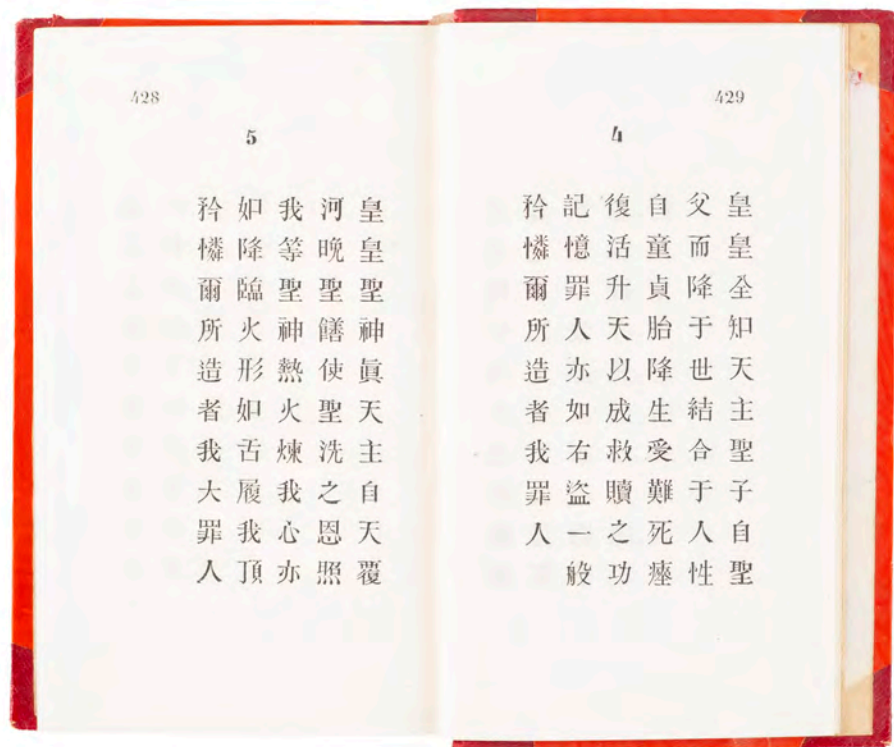 429
4
皇皇全知天主聖子自聖
父而降于世結合于人性
自童貞胎降生受難死瘞
復活升天以成救贖之功
記憶罪人亦如右盜一般
矜憐爾所造者我罪人
428
5
皇皇聖神眞天主自天覆
河晩聖饍使聖洗之恩照
我等聖神熱火煉我心亦
如降臨火形如舌履我頂
矜憐爾所造者我大罪人